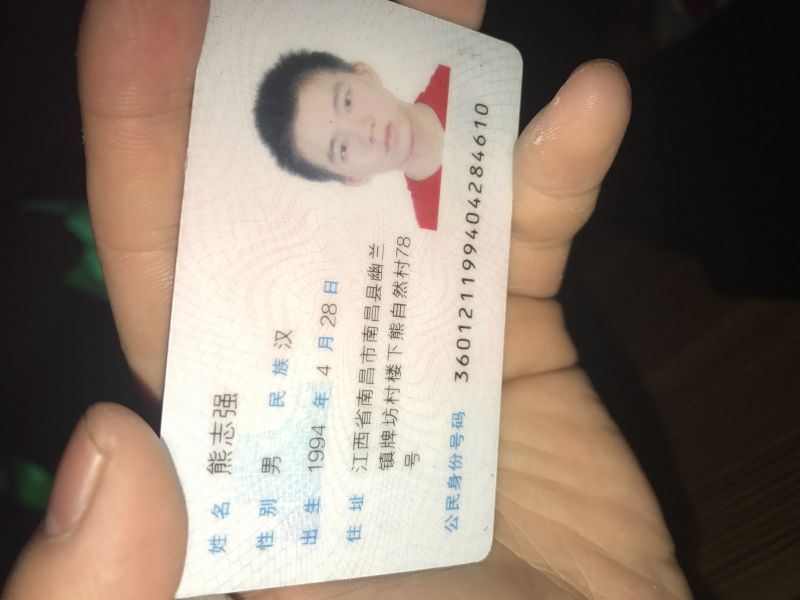 姓名 熊志强
性别 男 民族 汉
出生 1994 年 4 月 28 日
住址 江西省南昌市南昌县幽兰
镇牌坊村楼下熊自然村78
号
公民身份号码 360121199404284610